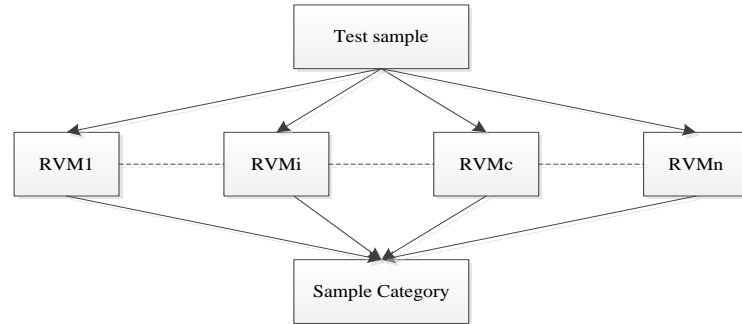 Test sample
RVM1
RVMi
RVMc
RVMn
Sample Category